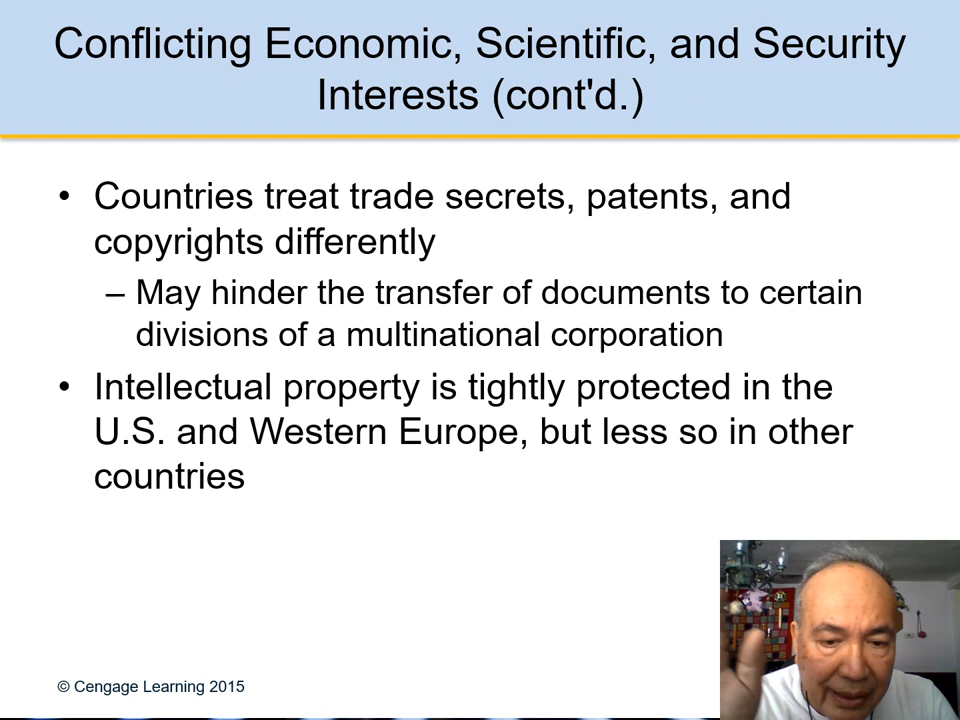 Conflicting Economic, Scientific, and Security
Interests (cont'd.)
• Countries treat trade secrets, patents, and
copyrights differently
– May hinder the transfer of documents to certain
divisions of a multinational corporation
• Intellectual property is tightly protected in the
U.S. and Western Europe, but less so in other
countries
© Cengage Learning 2015